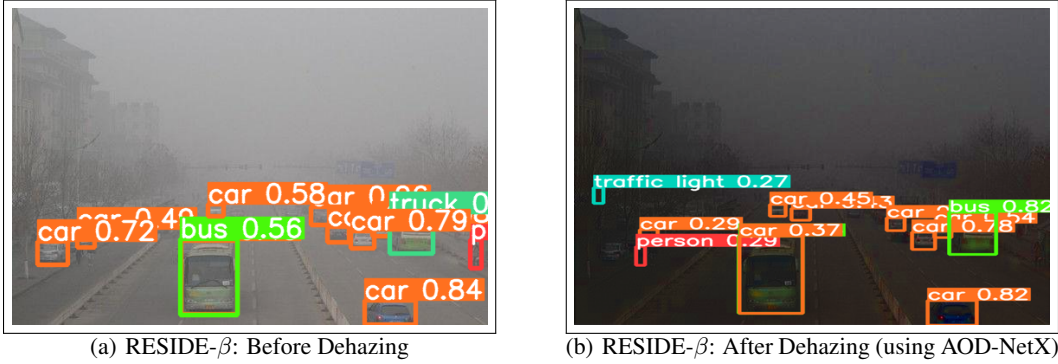 car 0.58
truck 0
car 0.49
car 0.79
car 0.72
bus 0.56
car 0.84
(a) RESIDE-β: Before Dehazing
traffic light 0.27
car 0.45
bus 0.82
car 0.29
car 0.37
0.78
person 0.29
car 0.82
(b) RESIDE-β: After Dehazing (using AOD-NetX)